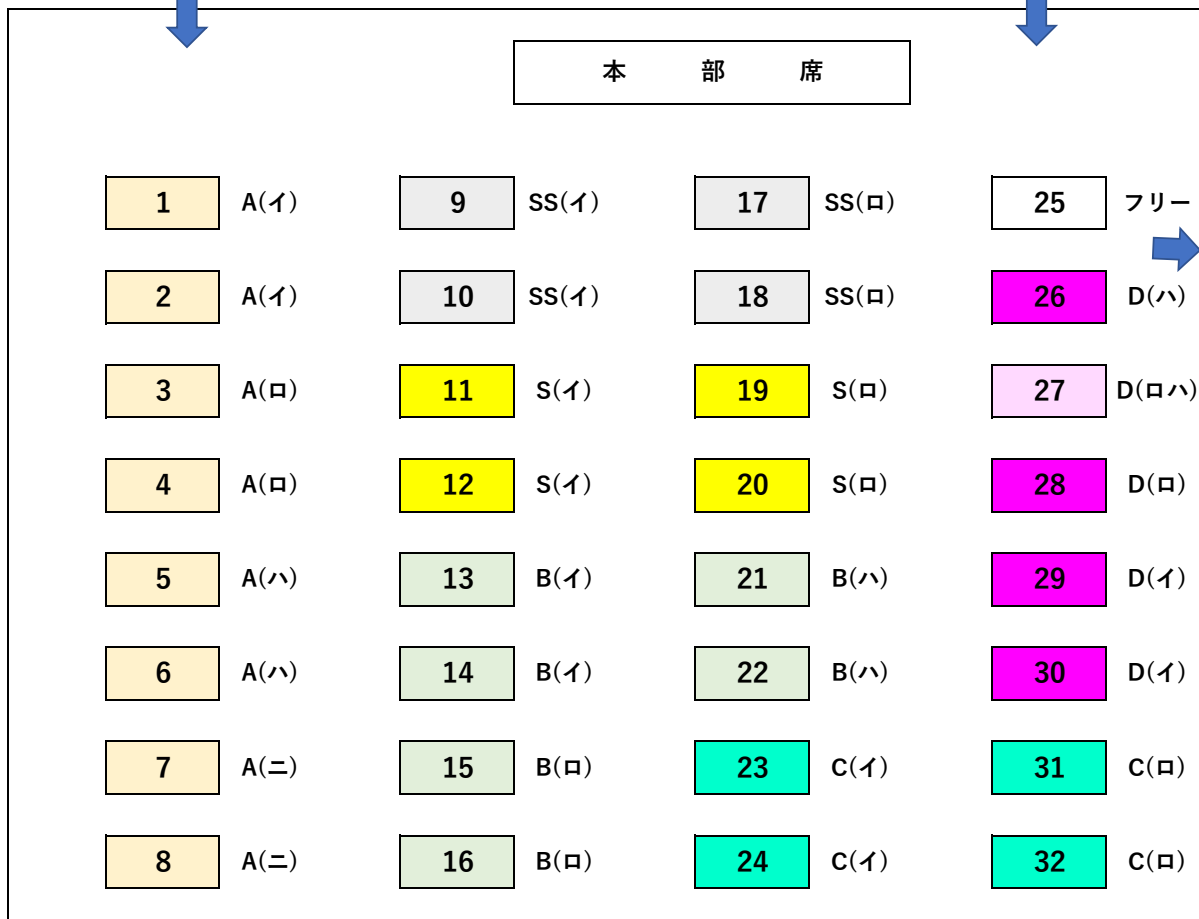 本 部 席
1 A(イ) 9 SS(イ) 17 SS(ロ) 25 フリー
2 A(イ) 10 SS(イ) 18 SS(ロ) 26 D(ハ)
3 A(ロ) 11 S(イ) 19 S(ロ) 27 D(ロハ)
4 A(ロ) 12 S(イ) 20 S(ロ) 28 D(ロ)
5 A(ハ) 13 B(イ) 21 B(ハ) 29 D(イ)
6 A(ハ) 14 B(イ) 22 B(ハ) 30 D(イ)
7 A(ニ) 15 B(ロ) 23 C(イ) 31 C(ロ)
8 A(ニ) 16 B(ロ) 24 C(イ) 32 C(ロ)